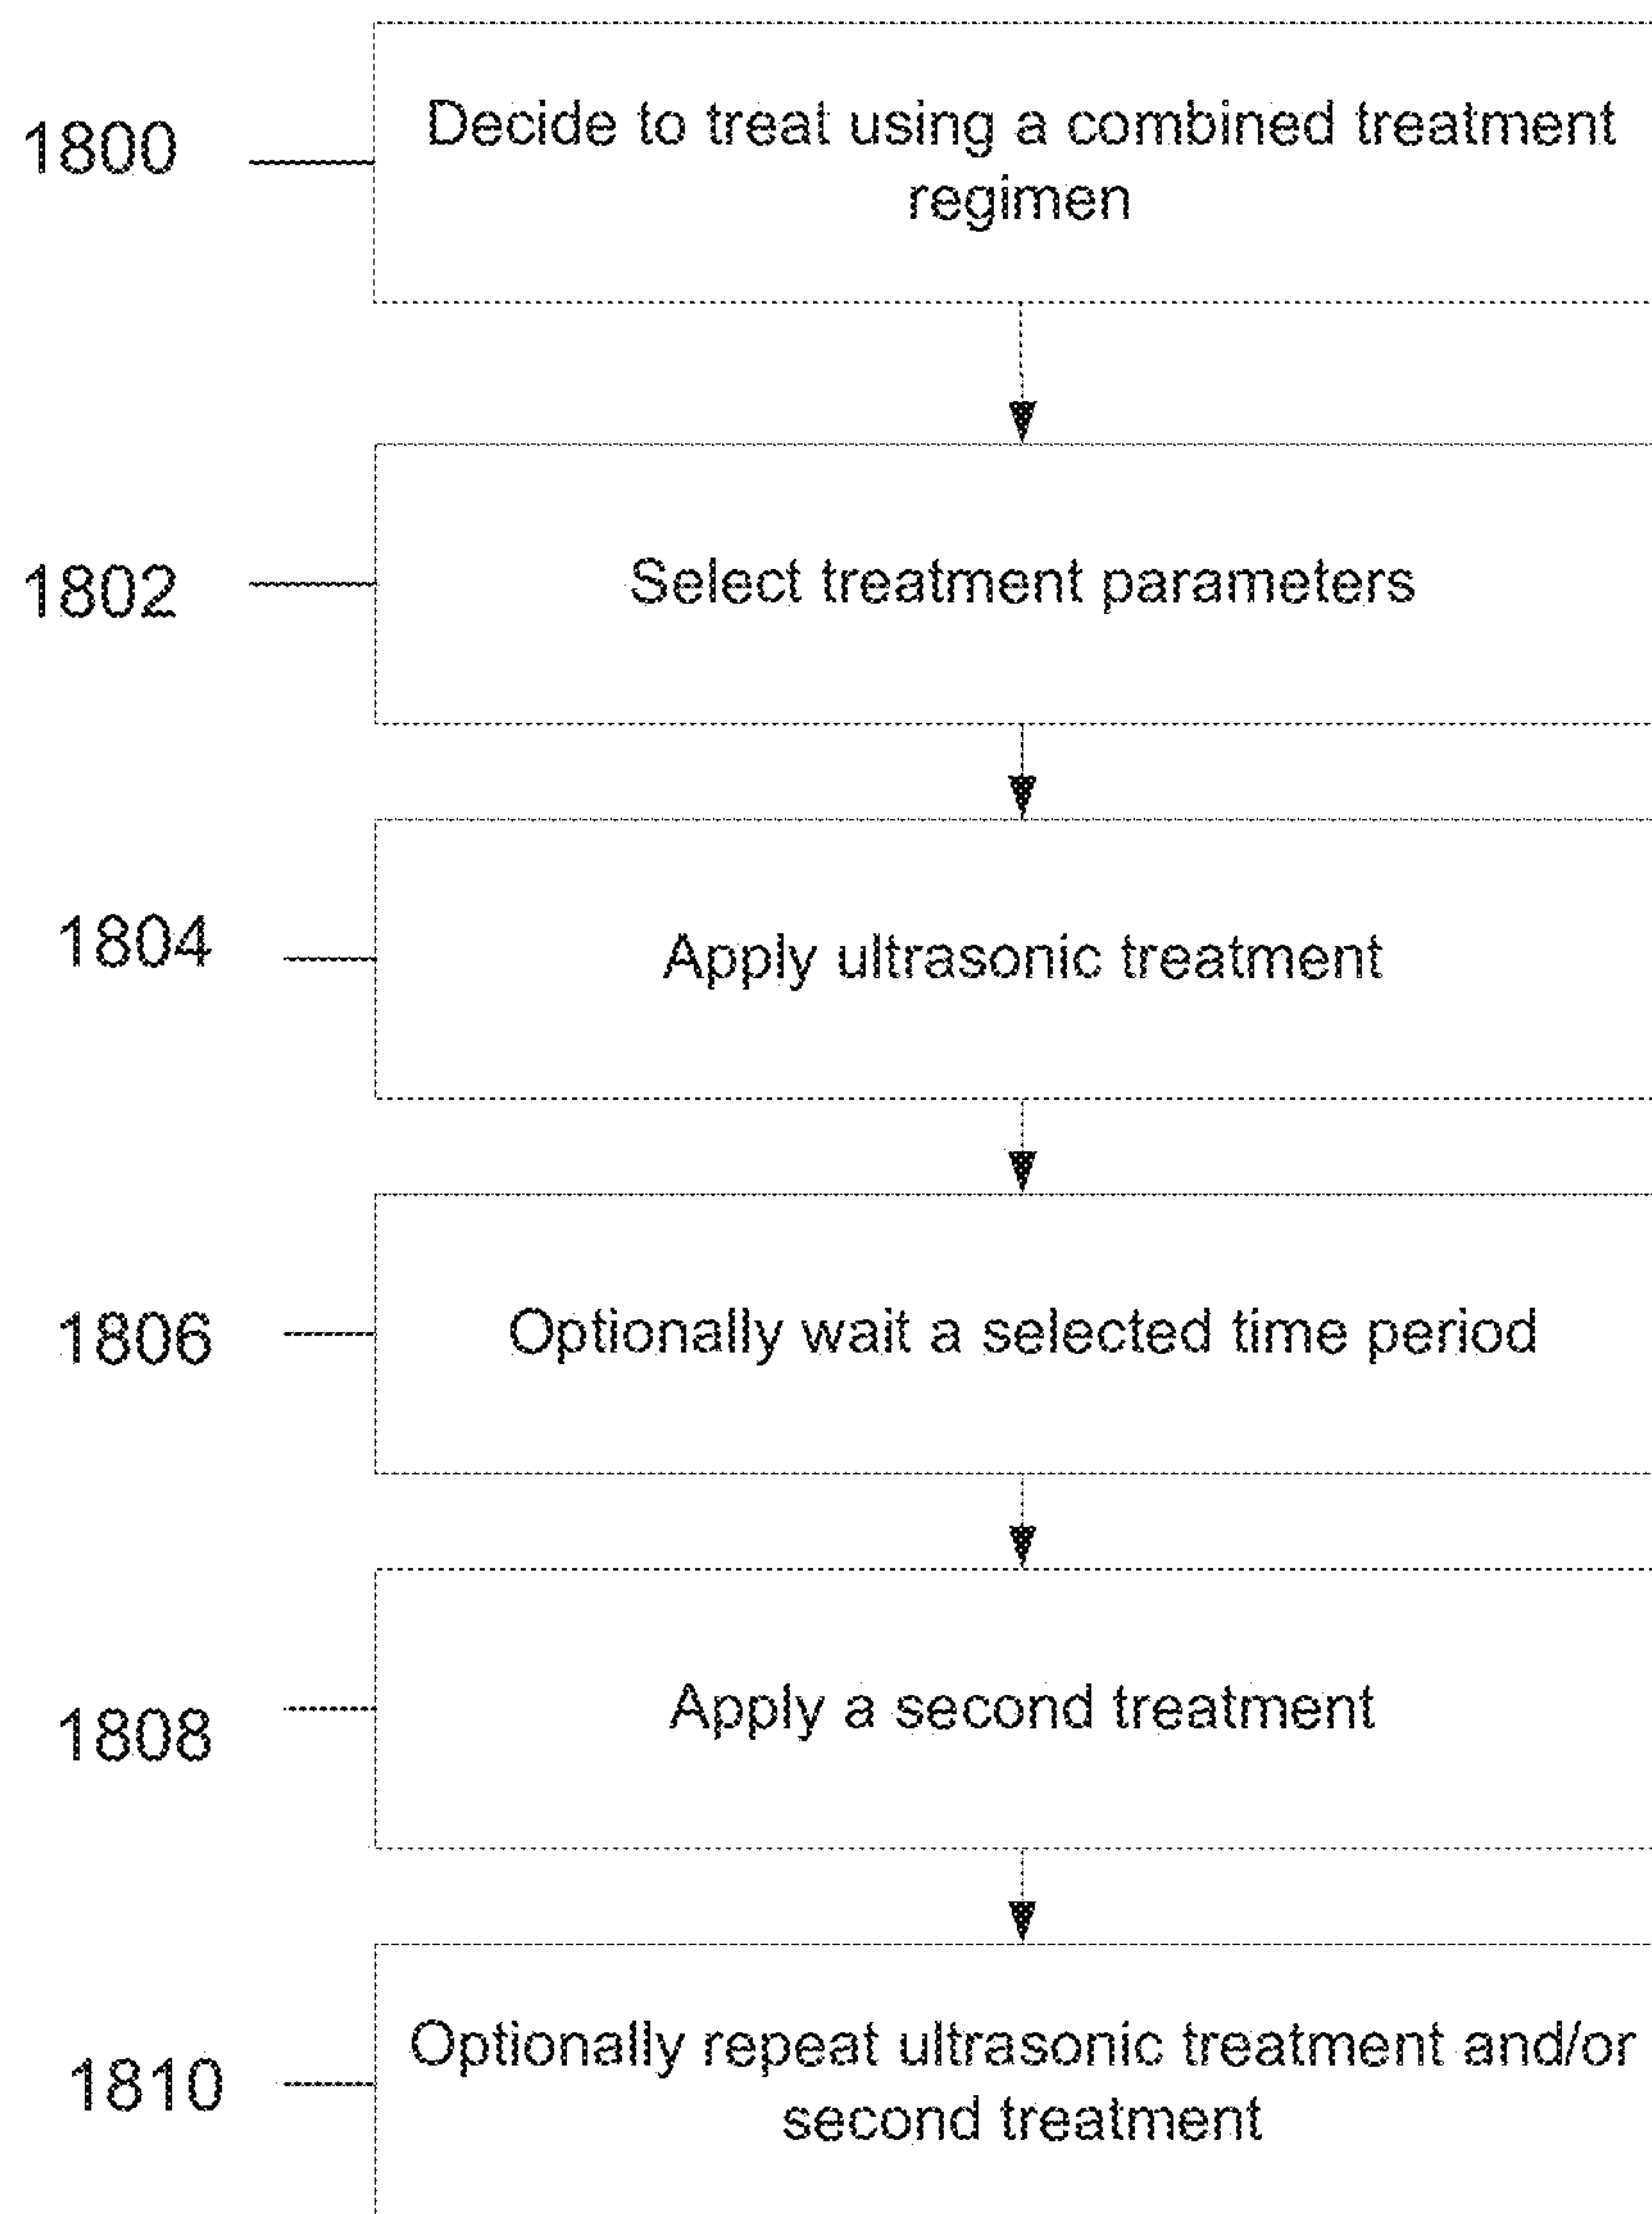 1800
Decide to treat using a combined treatment
regimen
1802
Select treatment parameters
1804
Apply ultrasonic treatment
1806
Optionally wait a selected time period
1808
Apply a second treatment
1810
Optionally repeat ultrasonic treatment and/or
second treatment